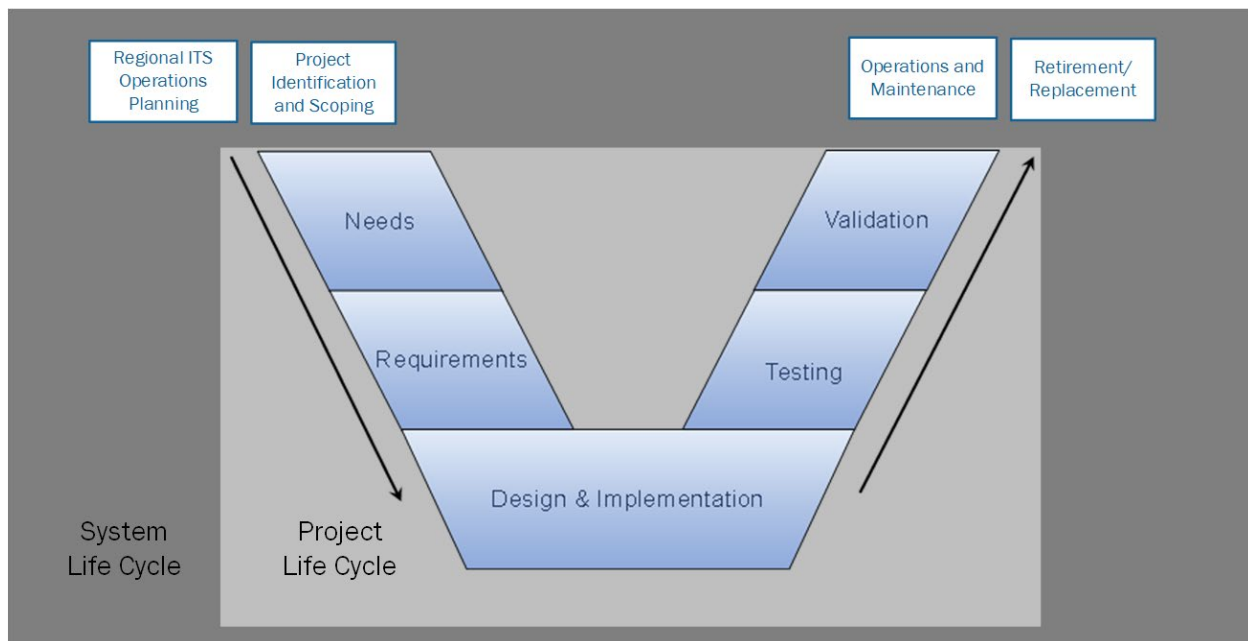 Regional ITS
Operations
Planning
Project
Identification
and Scoping
Operations and
Maintenance
Retirement/
Replacement
Needs
Validation
Requirements
Testing
Design & Implementation
System
Life Cycle
Project
Life Cycle